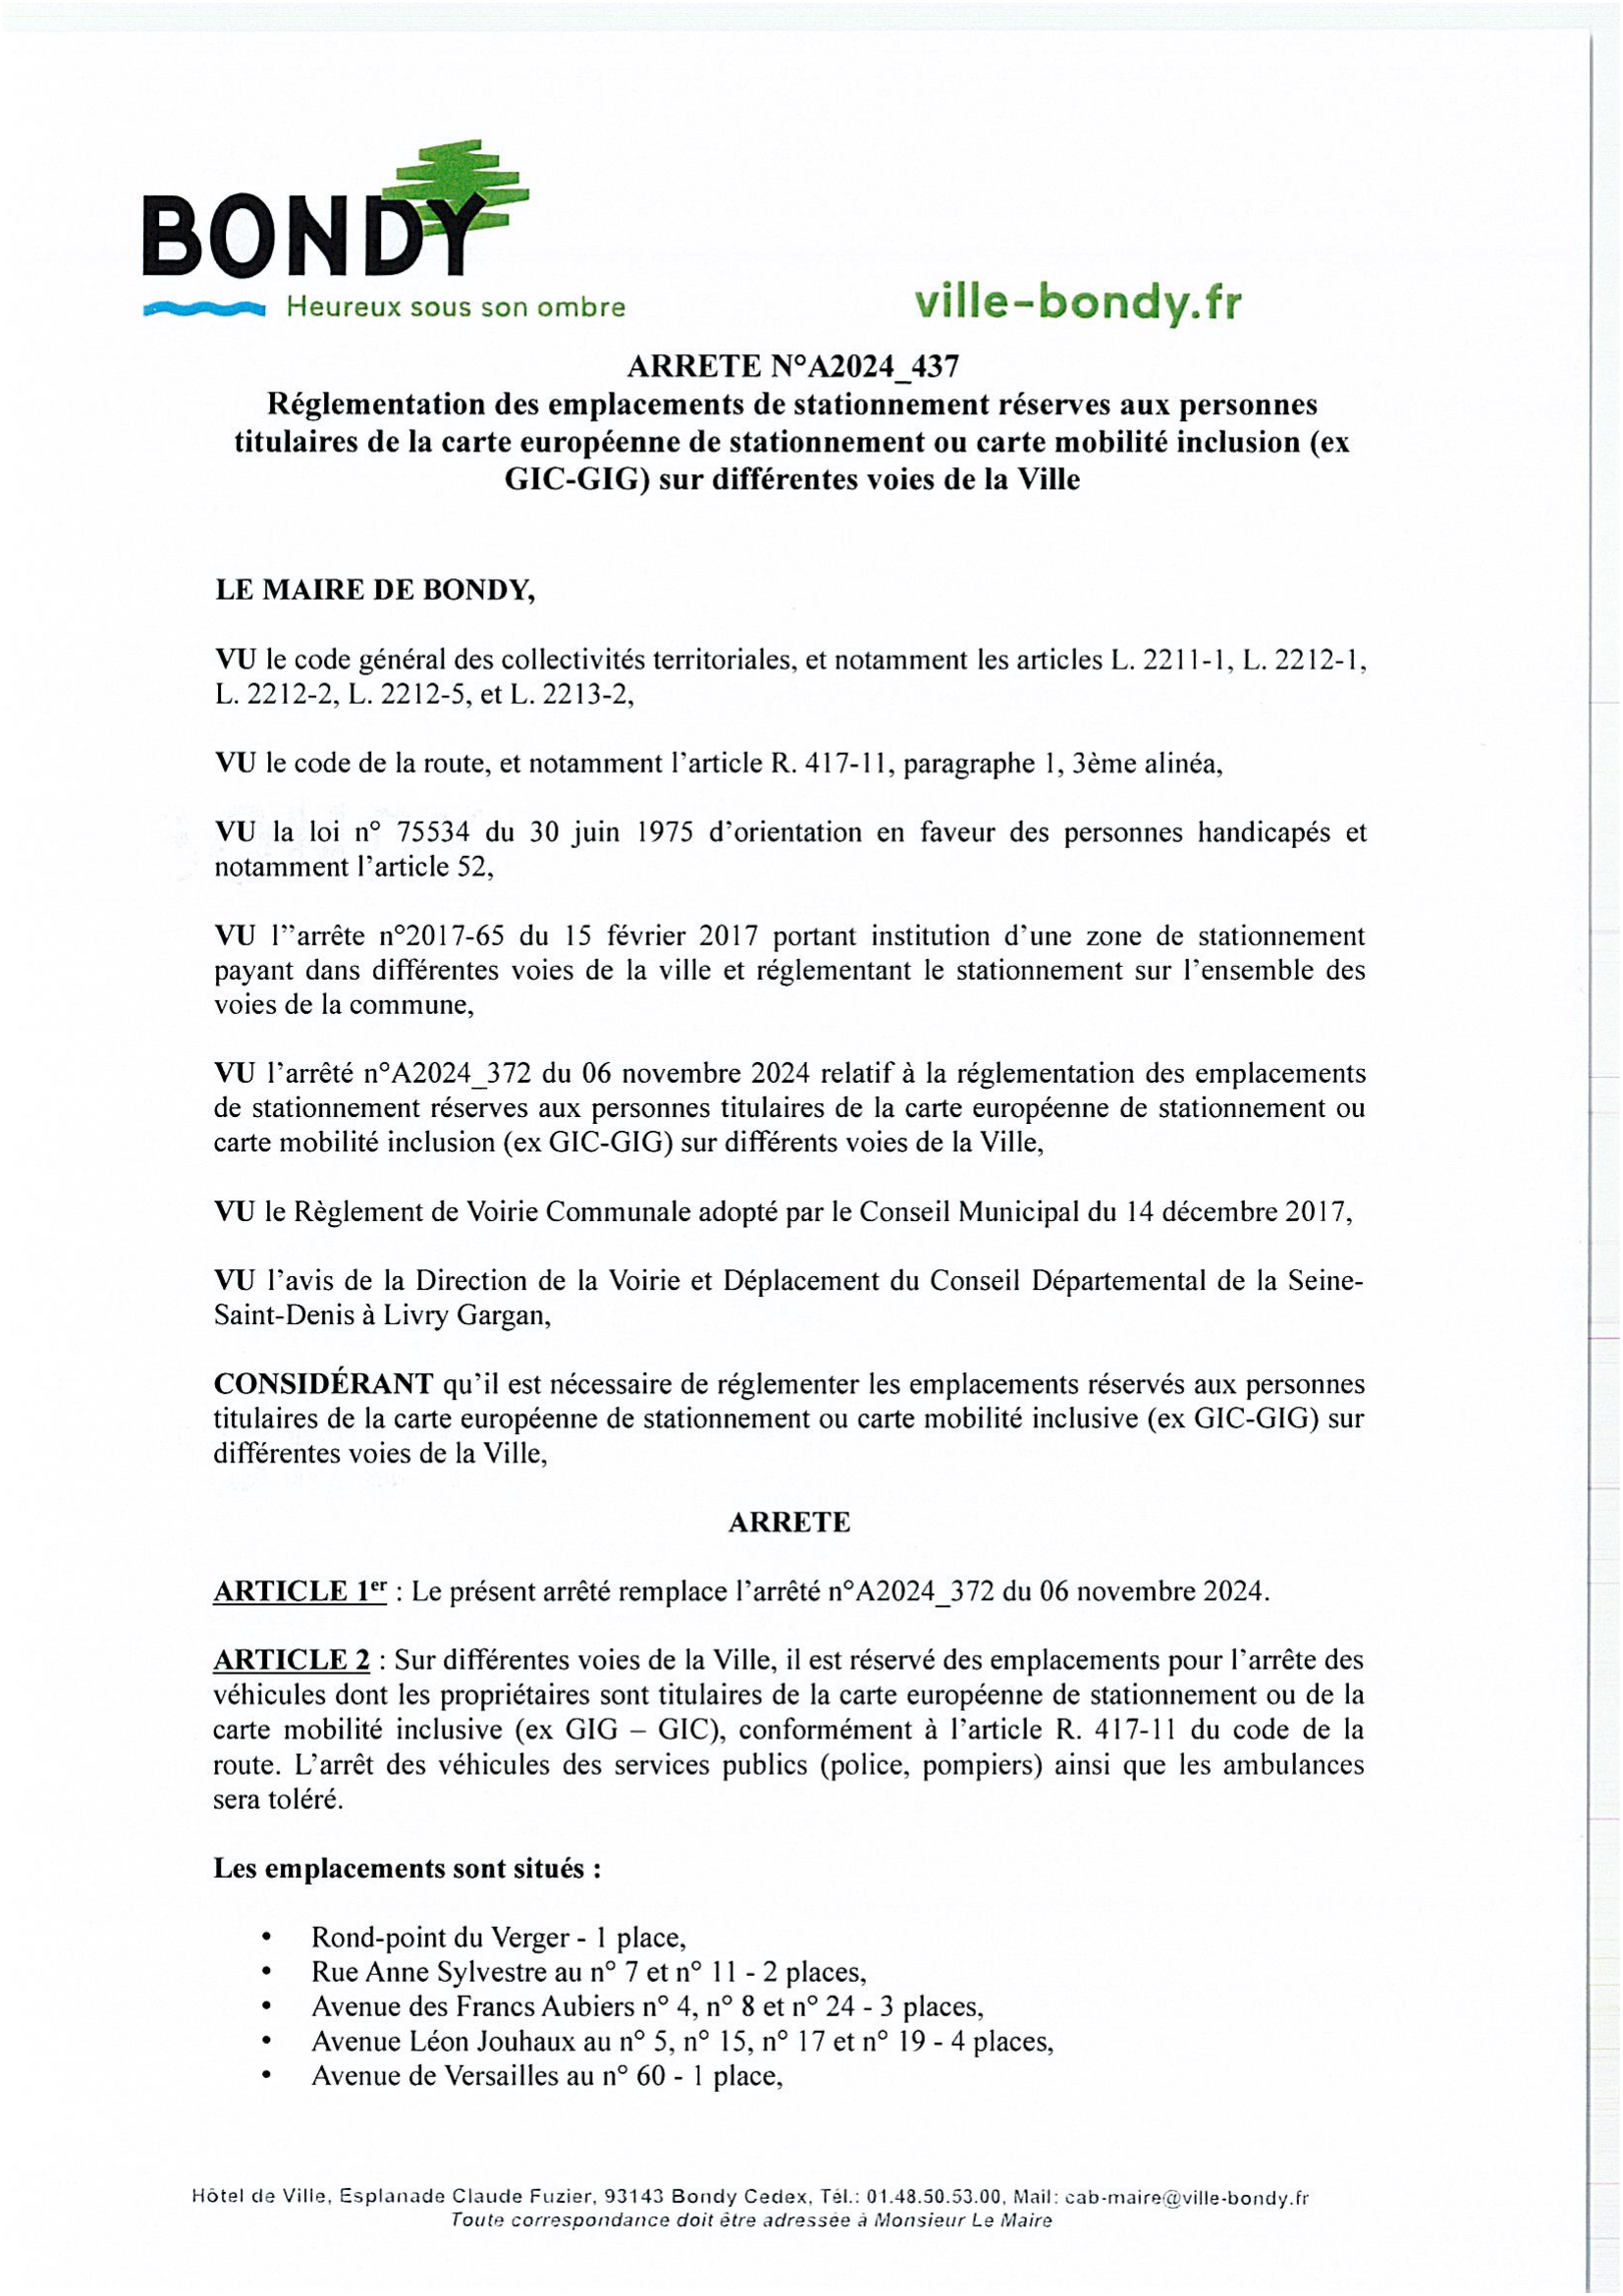 BONDY
Heureux sous son ombre
ville-bondy.fr
ARRETE N°A2024_437
Réglementation des emplacements de stationnement réserves aux personnes
titulaires de la carte européenne de stationnement ou carte mobilité inclusion (ex
GIC-GIG) sur différentes voies de la Ville
LE MAIRE DE BONDY,
VU le code général des collectivités territoriales, et notamment les articles L. 2211-1, L. 2212-1,
L. 2212-2, L. 2212-5, et L. 2213-2,
VU le code de la route, et notamment l'article R. 417-11, paragraphe 1, 3ème alinéa,
VU la loi n° 75534 du 30 juin 1975 d'orientation en faveur des personnes handicapés et
notamment l'article 52,
VU l''arrête n°2017-65 du 15 février 2017 portant institution d'une zone de stationnement
payant dans différentes voies de la ville et réglementant le stationnement sur l'ensemble des
voies de la commune,
VU l'arrêté n°A2024_372 du 06 novembre 2024 relatif à la réglementation des emplacements
de stationnement réserves aux personnes titulaires de la carte européenne de stationnement ou
carte mobilité inclusion (ex GIC-GIG) sur différents voies de la Ville,
VU le Règlement de Voirie Communale adopté par le Conseil Municipal du 14 décembre 2017,
VU l'avis de la Direction de la Voirie et Déplacement du Conseil Départemental de la Seine-
Saint-Denis à Livry Gargan,
CONSIDÉRANT qu'il est nécessaire de réglementer les emplacements réservés aux personnes
titulaires de la carte européenne de stationnement ou carte mobilité inclusive (ex GIC-GIG) sur
différentes voies de la Ville,
ARRETE
ARTICLE 1er : Le présent arrêté remplace l'arrêté n°A2024_372 du 06 novembre 2024.
ARTICLE 2 : Sur différentes voies de la Ville, il est réservé des emplacements pour l'arrête des
véhicules dont les propriétaires sont titulaires de la carte européenne de stationnement ou de la
carte mobilité inclusive (ex GIG – GIC), conformément à l'article R. 417-11 du code de la
route. L'arrêt des véhicules des services publics (police, pompiers) ainsi que les ambulances
sera toléré.
Les emplacements sont situés :
• Rond-point du Verger - 1 place,
• Rue Anne Sylvestre au n° 7 et n° 11 - 2 places,
• Avenue des Francs Aubiers n° 4, n° 8 et n° 24 - 3 places,
• Avenue Léon Jouhaux au n° 5, n° 15, n° 17 et n° 19 - 4 places,
• Avenue de Versailles au n° 60 - 1 place,
Hôtel de Ville, Esplanade Claude Fuzier, 93143 Bondy Cedex, Tél.: 01.48.50.53.00, Mail: cab-maire@ville-bondy.fr
Toute correspondance doit être adressée à Monsieur Le Maire